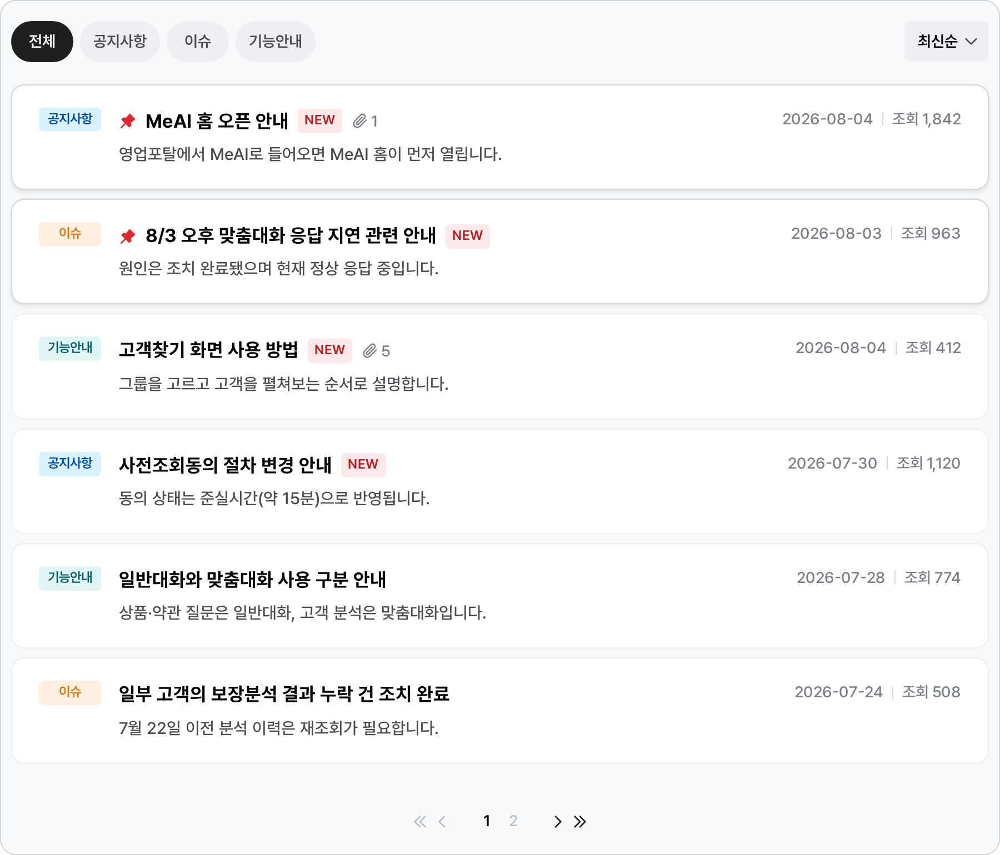 전체 공지사항 이슈 기능안내 최신순
공지사항 MeAI 홈 오픈 안내 NEW 1 2026-08-04 조회 1,842
영업포탈에서 MeAI로 들어오면 MeAI 홈이 먼저 열립니다.
이슈 8/3 오후 맞춤대화 응답 지연 관련 안내 NEW 2026-08-03 조회 963
원인은 조치 완료됐으며 현재 정상 응답 중입니다.
기능안내 고객찾기 화면 사용 방법 NEW 5 2026-08-04 조회 412
그룹을 고르고 고객을 펼쳐보는 순서로 설명합니다.
공지사항 사전조회동의 절차 변경 안내 NEW 2026-07-30 조회 1,120
동의 상태는 준실시간(약 15분)으로 반영됩니다.
기능안내 일반대화와 맞춤대화 사용 구분 안내 2026-07-28 조회 774
상품·약관 질문은 일반대화, 고객 분석은 맞춤대화입니다.
이슈 일부 고객의 보장분석 결과 누락 건 조치 완료 2026-07-24 조회 508
7월 22일 이전 분석 이력은 재조회가 필요합니다.
1 2